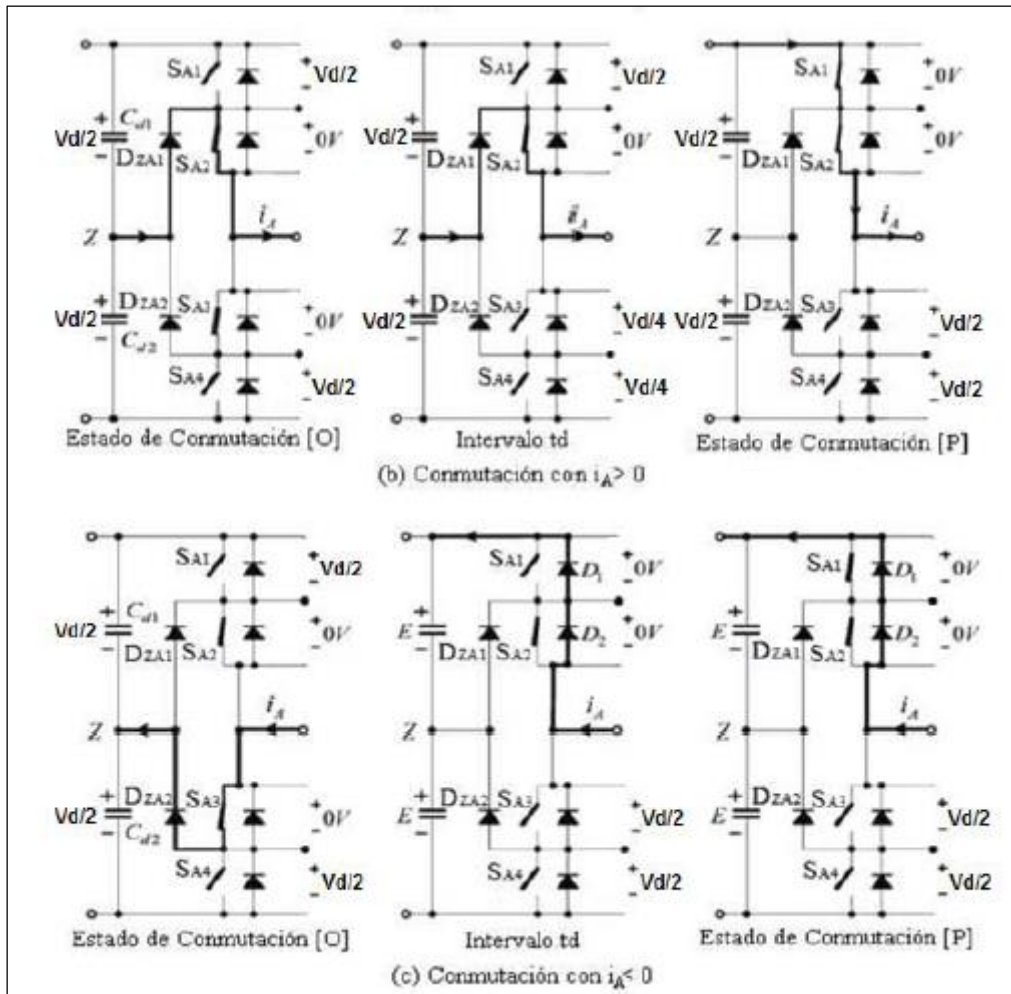 SA1 Vd/2 SA1 Vd/2 SA1 0V
+ Cd1 Vd/2 DZA1 SA2 0V Vd/2 DZA1 SA2 0V Vd/2 DZA1 SA2 0V
Z iA Z iA Z iA
Vd/2 DZA2 SA3 Cd2 0V Vd/2 DZA2 SA3 Vd/4 Vd/2 DZA2 SA3 Vd/2
SA4 Vd/2 SA4 Vd/4 SA4 Vd/2
Estado de Conmutación [O] Intervalo td Estado de Conmutación [P]
(b) Conmutación con iA> 0
SA1 Vd/2 SA1 D1 0V SA1 D1 0V
Vd/2 Cd1 DZA1 SA2 0V E DZA1 SA2 D2 0V E DZA1 SA2 D2 0V
Z iA Z iA Z iA
Vd/2 DZA2 SA3 Cd2 0V E DZA2 SA3 Vd/2 E DZA2 SA3 Vd/2
SA4 Vd/2 SA4 Vd/2 SA4 Vd/2
Estado de Conmutación [O] Intervalo td Estado de Conmutación [P]
(c) Conmutación con iA< 0